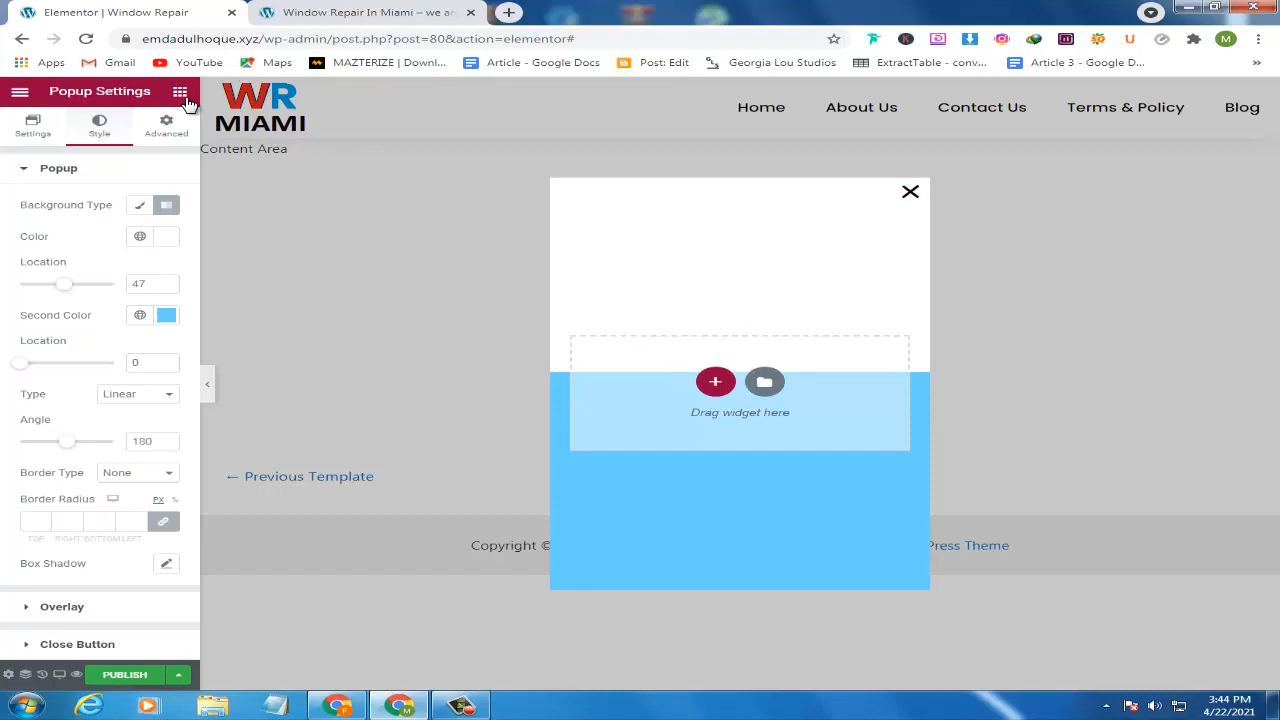 Elementor | Window Repair
Window Repair In Miami – we ar
emdadulhoque.xyz/wp-admin/post.php?post=80&action=elementor#
M
Apps
Gmail
YouTube
Maps
MAZTERIZE | Downl...
Article - Google Docs
Post: Edit
Georgia Lou Studios
ExtractTable - conv...
Article 3 - Google D...
»
Popup Settings
WR
MIAMI
Home
About Us
Contact Us
Terms & Policy
Blog
Settings
Style
Advanced
Content Area
Popup
Background Type
Color
Location
47
Second Color
Location
0
Type
Linear
Drag widget here
Angle
180
Border Type
None
← Previous Template
Border Radius
PX
%
TOP
RIGHT
BOTTOM
LEFT
Copyright ©
Press Theme
Box Shadow
Overlay
Close Button
PUBLISH
3:44 PM
4/22/2021